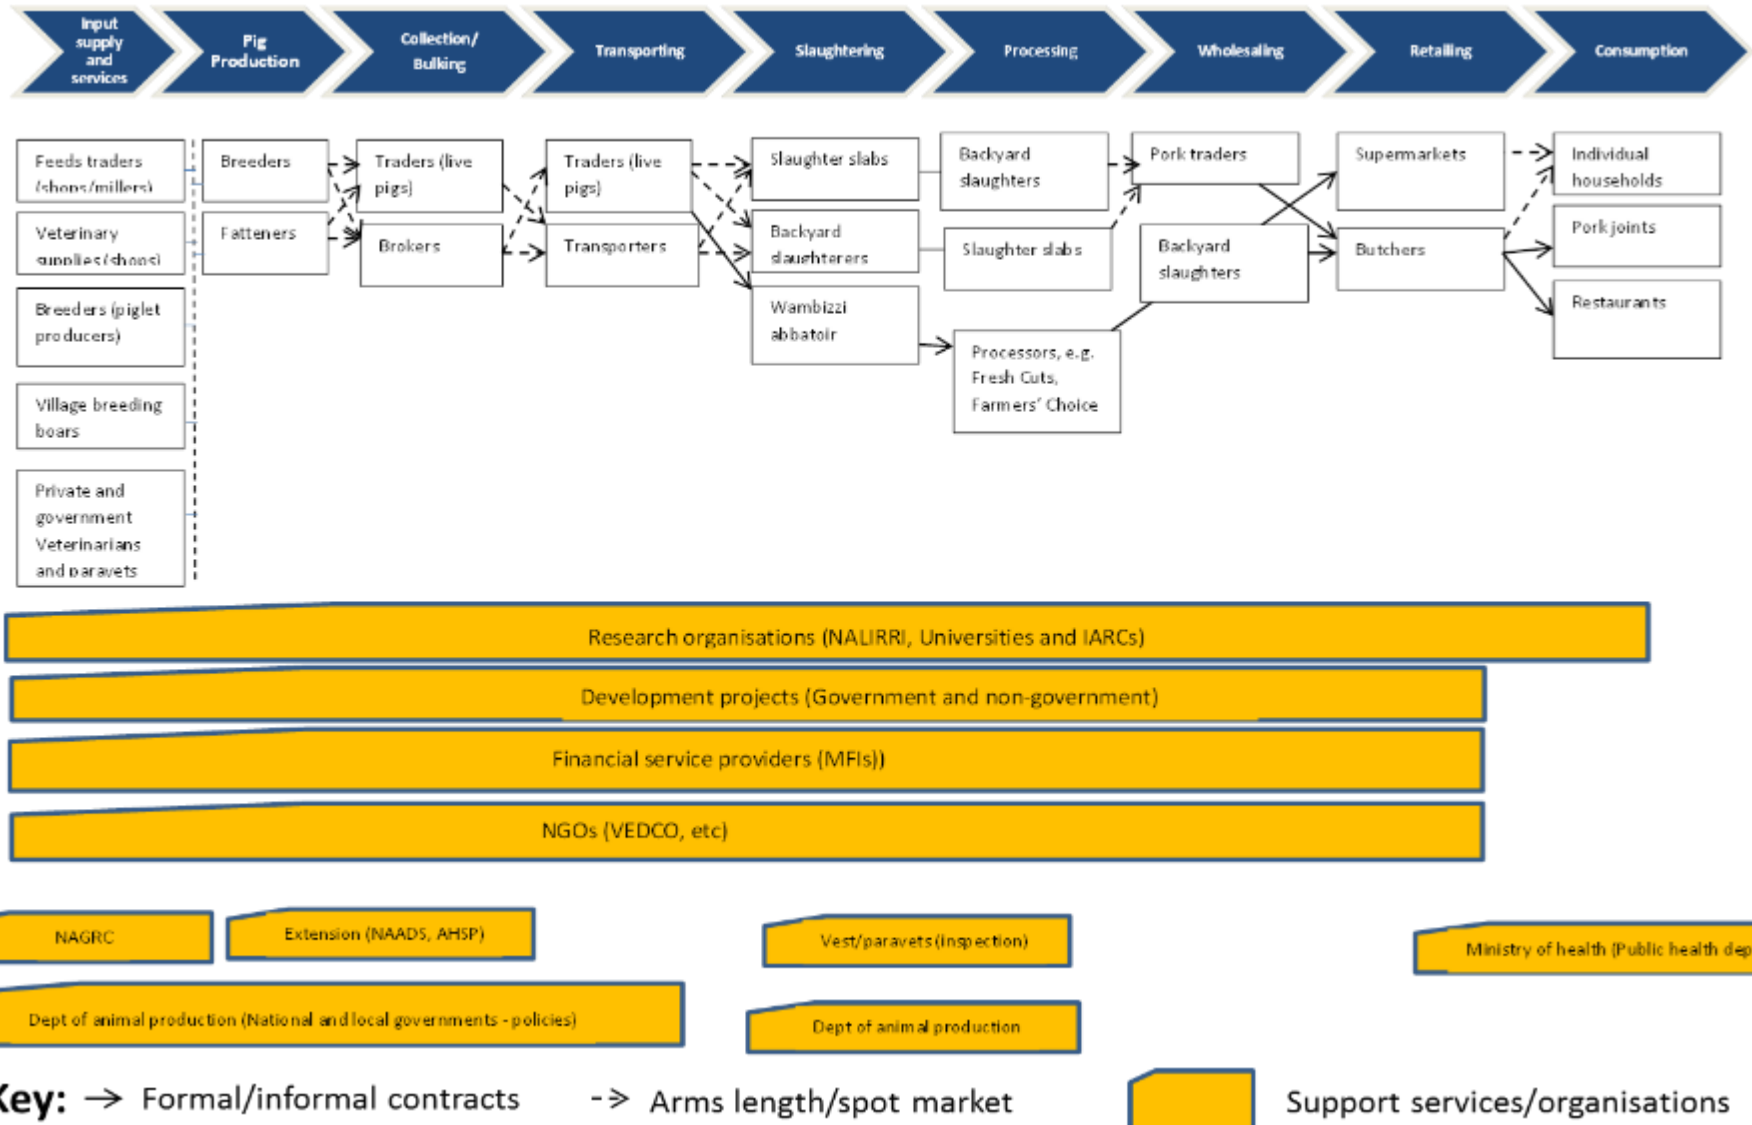 Input
supply
and
services
Pig
Production
Collection/
Bulking
Transporting
Slaughtering
Processing
Wholesaling
Retailing
Consumption
Feeds traders
(shops/millers)
Veterinary
supplies (shops)
Breeders (piglet
producers)
Village breeding
boars
Private and
government
Veterinarians
and paravets
Breeders
Fatteners
Traders (live
pigs)
Brokers
Traders (live
pigs)
Transporters
Slaughter slabs
Backyard
slaughterers
Wambizzi
abbatoir
Backyard
slaughters
Slaughter slabs
Processors, e.g.
Fresh Cuts,
Farmers' Choice
Pork traders
Backyard
slaughters
Supermarkets
Butchers
Individual
households
Pork joints
Restaurants
Research organisations (NALIRRI, Universities and IARCs)
Development projects (Government and non-government)
Financial service providers (MFIs))
NGOs (VEDCO, etc)
NAGRC
Extension (NAADS, AHSP)
Vest/paravets (inspection)
Ministry of health (Public health dep
Dept of animal production (National and local governments - policies)
Dept of animal production
Key: → Formal/informal contracts --> Arms length/spot market Support services/organisations